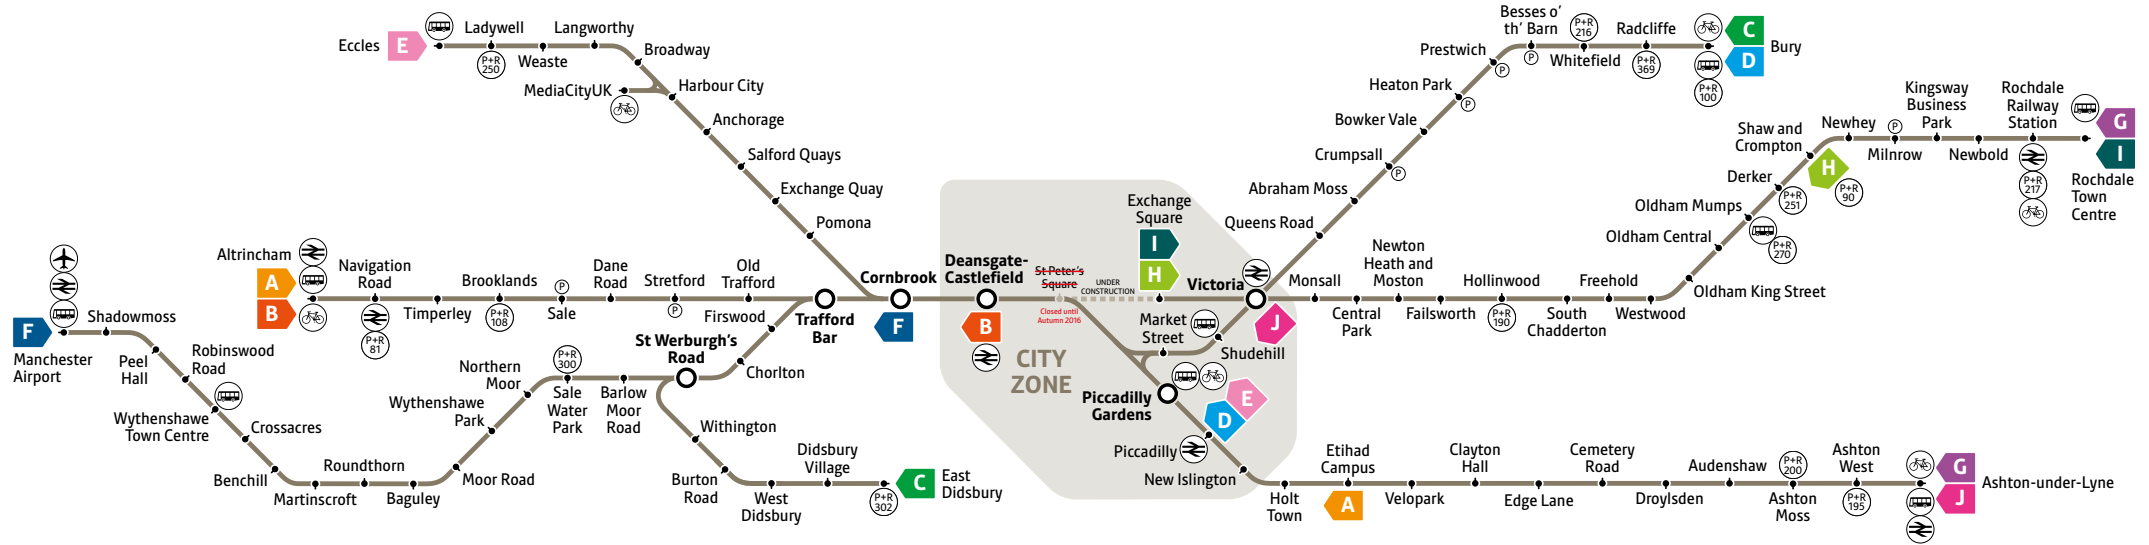 Eccles
E
Ladywell
P+R
250
Weaste
Langworthy
Broadway
MediaCityUK
Harbour City
Anchorage
Salford Quays
Exchange Quay
Pomona
Besses o’
th’ Barn
P
P+R
216
Whitefield
Radcliffe
P+R
369
C
D
Bury
P+R
100
Prestwich
P
Heaton Park
P
Bowker Vale
Crumpsall
P
Abraham Moss
Queens Road
Shaw and
Crompton
H
P+R
90
Newhey
P
Milnrow
Kingsway
Business
Park
Newbold
Rochdale
Railway
Station
P+R
217
G
I
Rochdale
Town
Centre
Derker
P+R
251
Oldham Mumps
P+R
270
Oldham Central
Oldham King Street
Altrincham
A
B
Navigation
Road
P+R
81
Timperley
Brooklands
P+R
108
P
Sale
Dane
Road
Stretford
P
Old
Trafford
Trafford
Bar
Cornbrook
F
Deansgate-
Castlefield
B
St Peter’s
Square
Closed until
Autumn 2016
UNDER
CONSTRUCTION
Exchange
Square
I
H
Victoria
J
Market
Street
Shudehill
CITY
ZONE
Piccadilly
Gardens
E
D
Piccadilly
New Islington
Monsall
Central
Park
Newton
Heath and
Moston
Failsworth
Hollinwood
P+R
190
South
Chadderton
Freehold
Westwood
F
Manchester
Airport
Shadowmoss
Peel
Hall
Robinswood
Road
Wythenshawe
Town Centre
Crossacres
Benchill
Martinscroft
Roundthorn
Baguley
Moor Road
Wythenshawe
Park
Northern
Moor
P+R
300
Sale
Water
Park
Barlow
Moor
Road
St Werburgh’s
Road
Chorlton
Firswood
Withington
Burton
Road
West
Didsbury
Didsbury
Village
P+R
302
C
East
Didsbury
Holt
Town
Etihad
Campus
A
Velopark
Clayton
Hall
Edge Lane
Cemetery
Road
Droylsden
Audenshaw
P+R
200
Ashton
Moss
Ashton
West
P+R
195
G
J
Ashton-under-Lyne